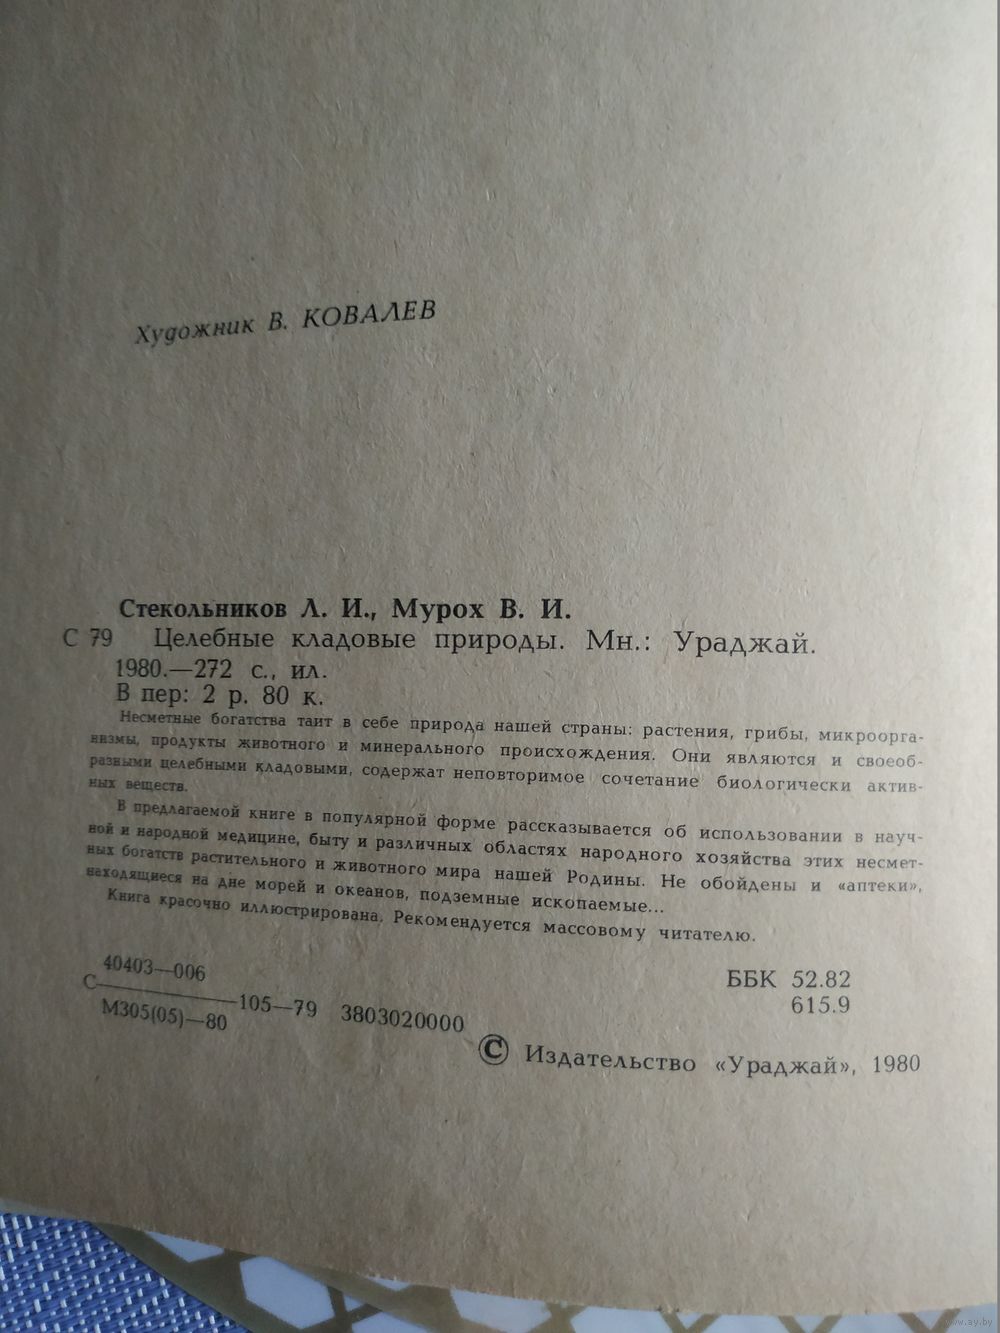 Художник В. КОВАЛЕВ
Стекольников Л. И., Мурох В. И.
С 79 Целебные кладовые природы. Мн.: Ураджай.
1980.—272 с., ил.
В пер: 2 р. 80 к.
Несметные богатства таит в себе природа нашей страны: растения, грибы, микроорга-
низмы, продукты животного и минерального происхождения. Они являются и своеоб-
разными целебными кладовыми, содержат неповторимое сочетание биологически актив-
ных веществ.
В предлагаемой книге в популярной форме рассказывается об использовании в науч-
ной и народной медицине, быту и различных областях народного хозяйства этих несмет-
ных богатств растительного и животного мира нашей Родины. Не обойдены и «аптеки»,
находящиеся на дне морей и океанов, подземные ископаемые...
Книга красочно иллюстрирована. Рекомендуется массовому читателю.
40403—006
С—105—79 3803020000
М305(05)—80
ББК 52.82
615.9
© Издательство «Ураджай», 1980
www.ay.by